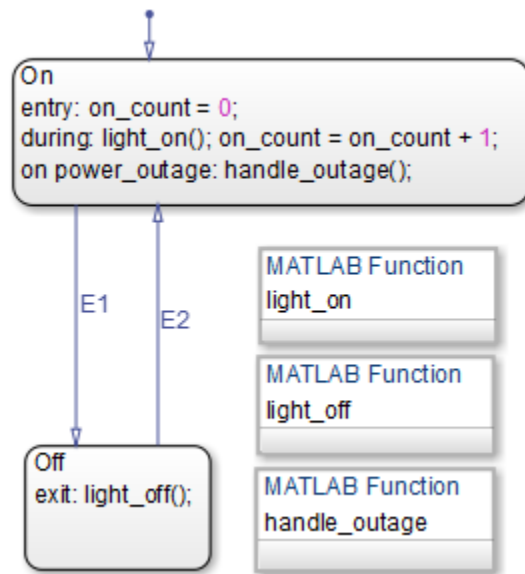 On
entry: on_count = 0;
during: light_on(); on_count = on_count + 1;
on power_outage: handle_outage();
E1
E2
MATLAB Function
light_on
MATLAB Function
light_off
Off
exit: light_off();
MATLAB Function
handle_outage